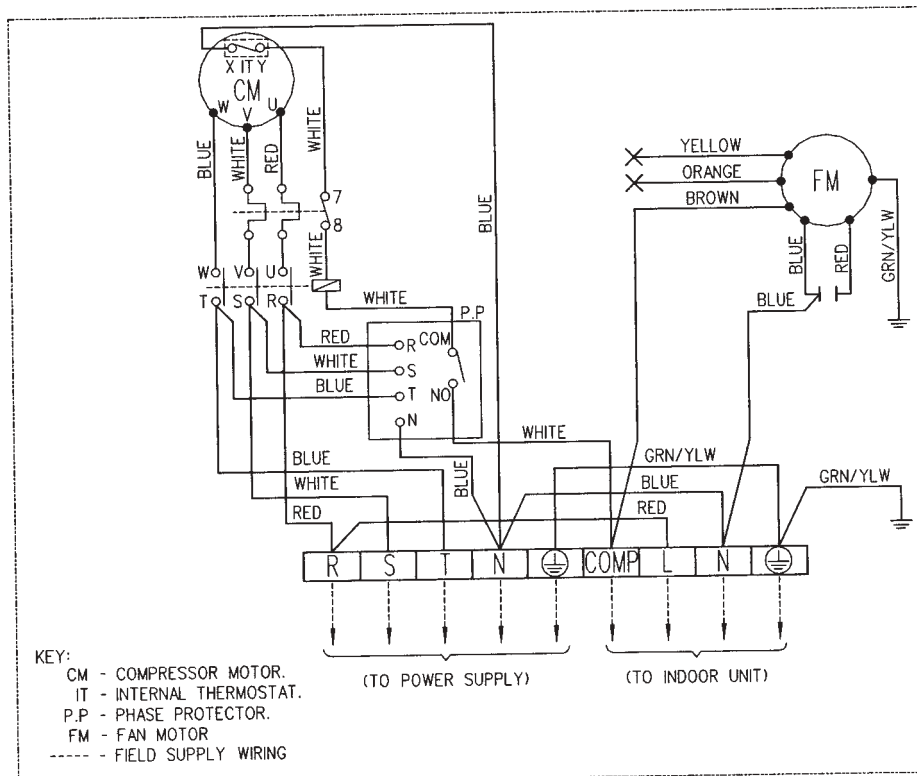 X IT Y
CM
W
V
U
BLUE
WHITE
RED
WHITE
7
8
WHITE
BLUE
YELLOW
ORANGE
BROWN
FM
BLUE
RED
GRN/YLW
BLUE
W V U
T S R
WHITE
P.P
RED
WHITE
BLUE
R COM
S
T NO
N
WHITE
BLUE
WHITE
RED
BLUE
GRN/YLW
BLUE
RED
GRN/YLW
R S T N COMP L N
(TO POWER SUPPLY)
(TO INDOOR UNIT)
KEY:
CM - COMPRESSOR MOTOR.
IT - INTERNAL THERMOSTAT.
P.P - PHASE PROTECTOR.
FM - FAN MOTOR
----- - FIELD SUPPLY WIRING